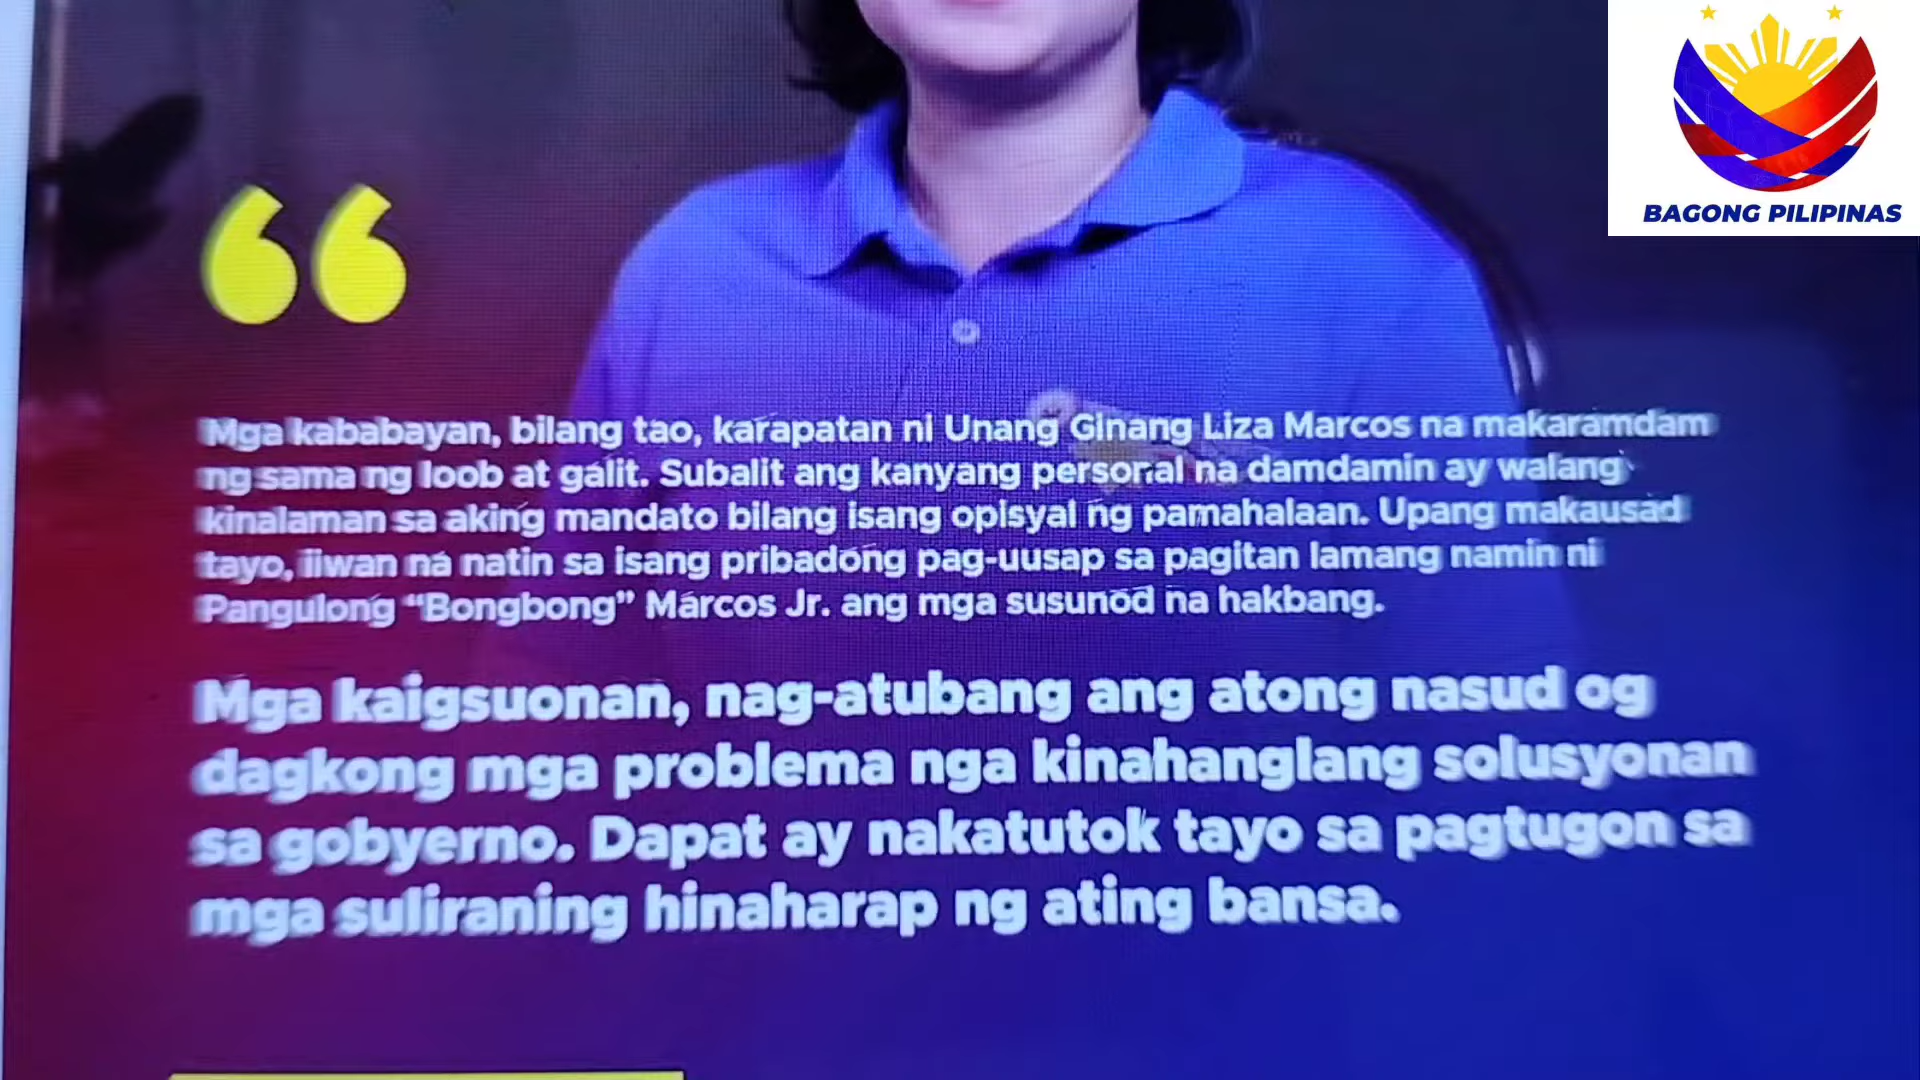 BAGONG PILIPINAS
Mga kababayan, bilang tao, karapatan ni Unang Ginang Liza Marcos na makaramdam
ng sama ng loob at galit. Subalit ang kanyang personal na damdamin ay walang
kinalaman sa aking mandato bilang isang opisyal ng pamahalaan. Upang makausad
tayo, iiwan na natin sa isang pribadong pag-uusap sa pagitan lamang namin ni
Pangulong “Bongbong” Marcos Jr. ang mga susunod na hakbang.
Mga kaigsuonan, nag-atubang ang atong nasud og
dagkong mga problema nga kinahanglang solusyonan
sa gobyerno. Dapat ay nakatutok tayo sa pagtugon sa
mga suliraning hinaharap ng ating bansa.